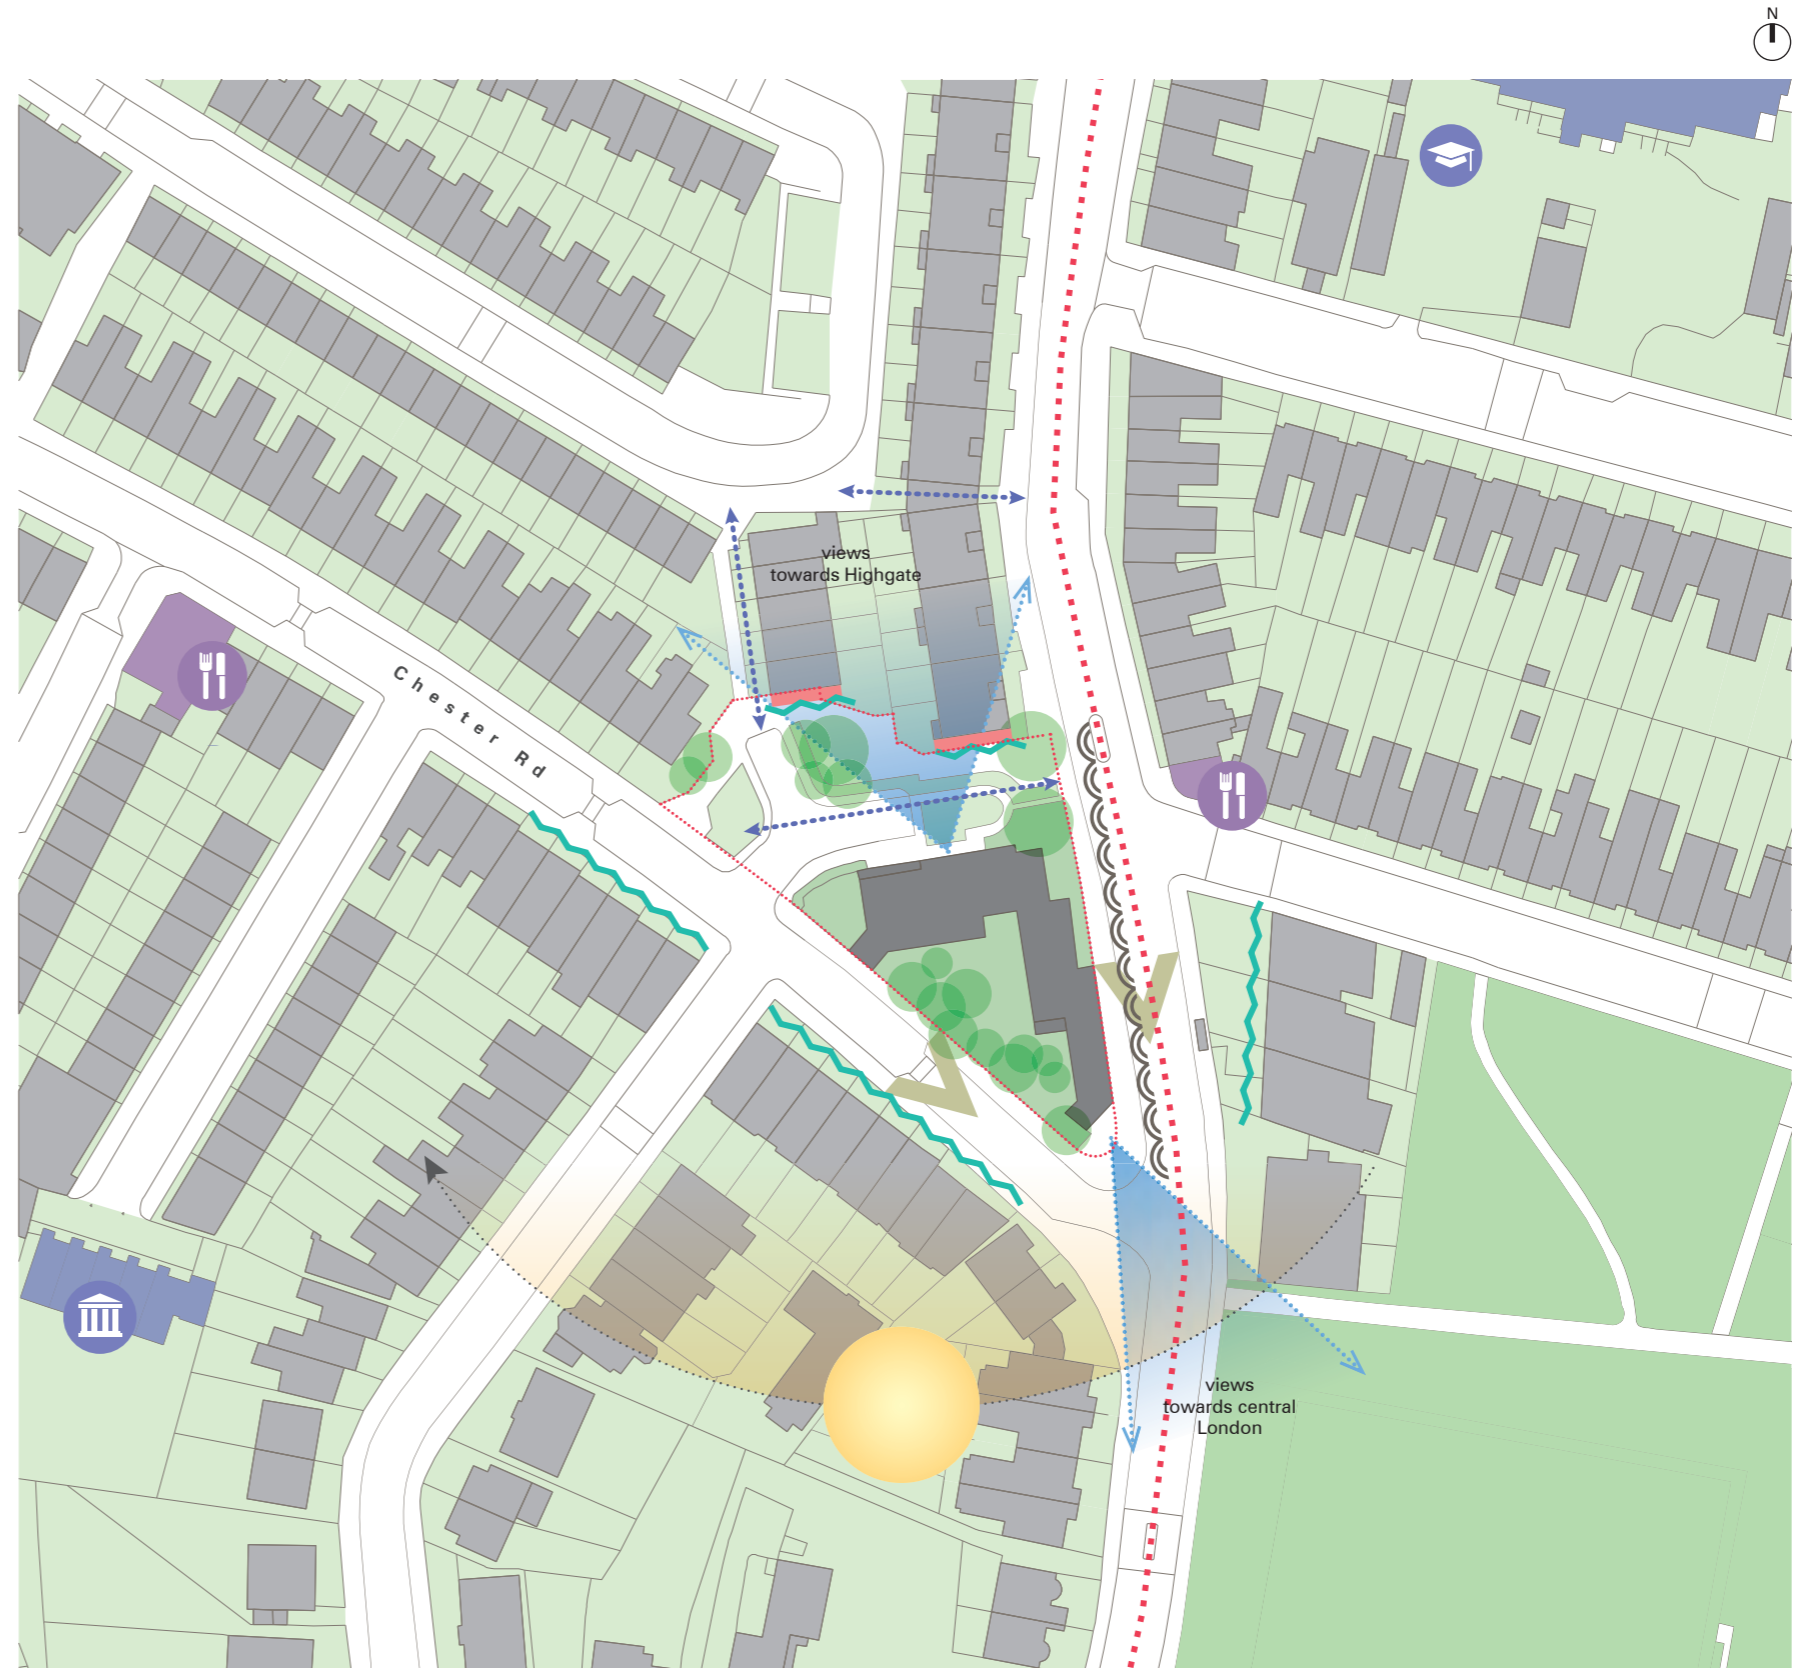 N
views
towards Highgate
Chester Rd
views
towards central
London